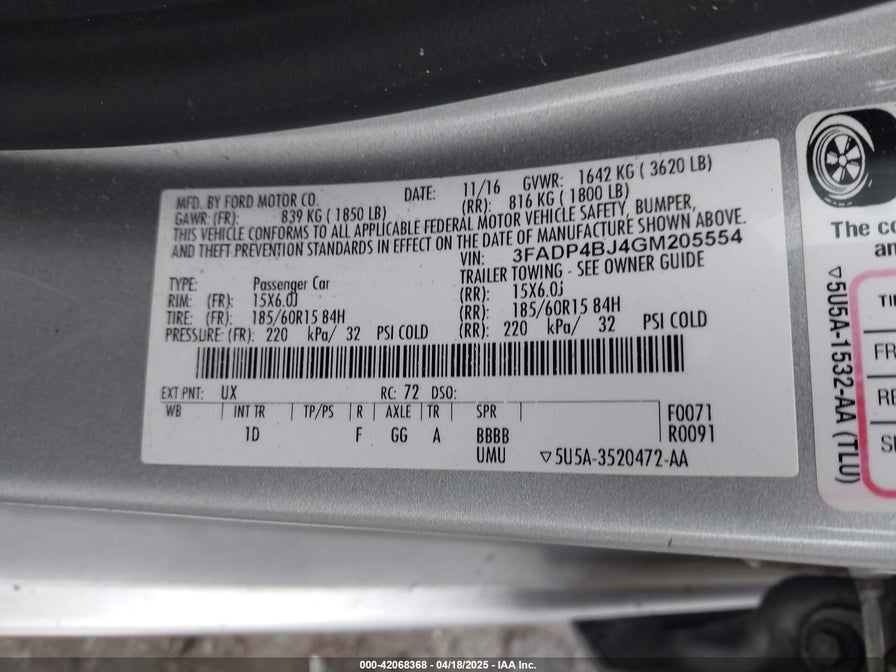 MFD. BY FORD MOTOR CO. DATE: 11/16 GVWR: 1642 KG ( 3620 LB)
GAWR: (FR): 839 KG ( 1850 LB) (RR): 816 KG ( 1800 LB)
THIS VEHICLE CONFORMS TO ALL APPLICABLE FEDERAL MOTOR VEHICLE SAFETY, BUMPER,
AND THEFT PREVENTION STANDARDS IN EFFECT ON THE DATE OF MANUFACTURE SHOWN ABOVE.
VIN: 3FADP4BJ4GM205554
TYPE: Passenger Car TRAILER TOWING - SEE OWNER GUIDE
RIM: (FR): 15X6.0J (RR): 15X6.0J
TIRE: (FR): 185/60R15 84H (RR): 185/60R15 84H
PRESSURE: (FR): 220 kPa/ 32 PSI COLD (RR): 220 kPa/ 32 PSI COLD
EXT PNT: UX RC: 72 DSO:
WB INT TR TP/PS R AXLE TR SPR F0071
1D F GG A BBBB R0091
UMU ▽5U5A-3520472-AA
The co
an
▽5U5A-1532-AA (TLU)
FR
RE
000-42068368 - 04/18/2025 - IAA Inc.